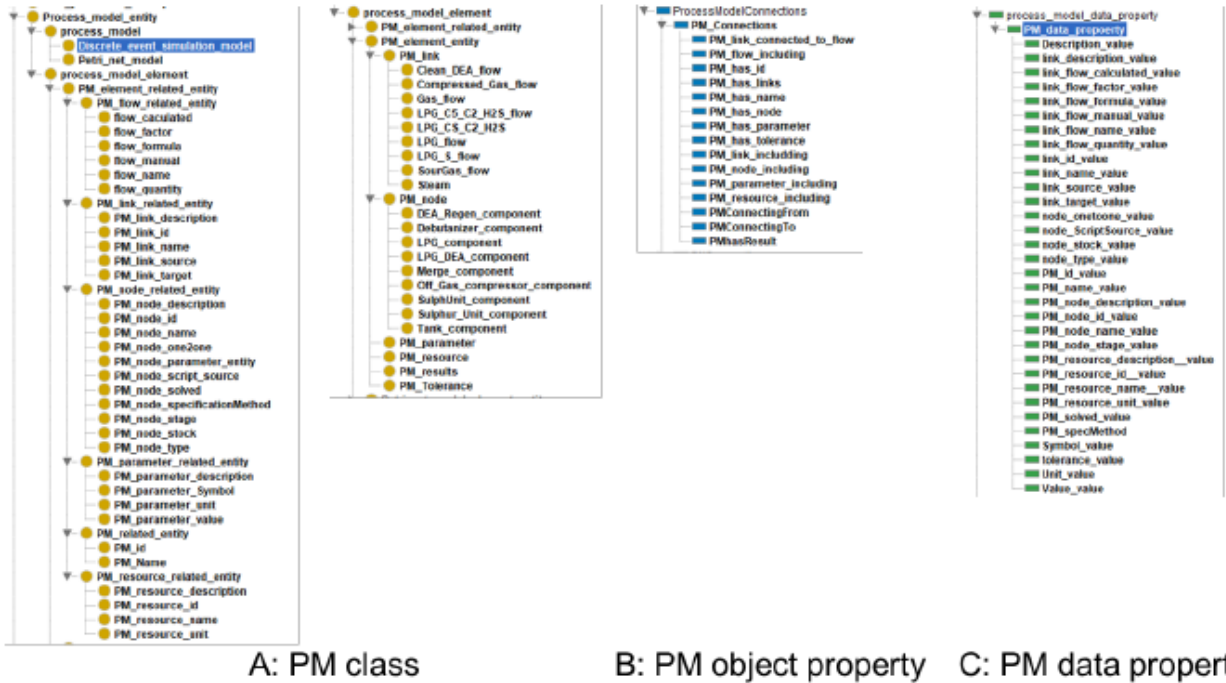 Process_model_entity
process_model
Discrete_event_simulation_model
Petri_net_model
process_model_element
PM_element_related_entity
PM_flow_related_entity
flow_caculated
flow_factor
flow_formula
flow_manual
flow_name
flow_quantity
PM_link_related_entity
PM_link_description
PM_link_id
PM_link_name
PM_link_source
PM_link_target
PM_node_related_entity
PM_node_description
PM_node_id
PM_node_name
PM_node_one2one
PM_node_parameter_entity
PM_node_script_source
PM_node_solved
PM_node_specificationMethod
PM_node_stage
PM_node_stock
PM_node_type
PM_parameter_related_entity
PM_parameter_description
PM_parameter_Symbol
PM_parameter_unit
PM_parameter_value
PM_related_entity
PM_id
PM_Name
PM_resource_related_entity
PM_resource_description
PM_resource_id
PM_resource_name
PM_resource_unit
process_model_element
PM_element_related_entity
PM_element_entity
PM_link
Clean_DEA_flow
Compressed_Gas_flow
Gas_flow
LPG_C5_C2_H2S_flow
LPG_CS_C2_H2S
LPG_flow
LPG_S_flow
SourGas_flow
Steam
PM_node
DEA_Regen_component
Debutanizer_component
LPG_component
LPG_DEA_component
Merge_component
Off_Gas_compressor_component
SulphUnit_component
Sulphur_Unit_component
Tank_component
PM_parameter
PM_resource
PM_results
PM_Tolerance
ProcessModelConnections
PM_Connections
PM_link_connected_to_flow
PM_flow_including
PM_has_id
PM_has_links
PM_has_name
PM_has_node
PM_has_parameter
PM_has_tolerance
PM_link_includding
PM_node_including
PM_parameter_including
PM_resource_including
PMConnectingFrom
PMConnectingTo
PMhasResult
process_model_data_property
PM_data_propoerty
Description_value
link_description_value
link_flow_calculated_value
link_flow_factor_value
link_flow_formula_value
link_flow_manual_value
link_flow_name_value
link_flow_quantity_value
link_id_value
link_name_value
link_source_value
link_target_value
node_onetoone_value
node_ScriptSource_value
node_stock_value
node_type_value
PM_id_value
PM_name_value
PM_node_description_value
PM_node_id_value
PM_node_name_value
PM_node_stage_value
PM_resource_description__value
PM_resource_id__value
PM_resource_name__value
PM_resource_unit_value
PM_solved_value
PM_specMethod
Symbol_value
tolerance_value
Unit_value
Value_value
A: PM class
B: PM object property
C: PM data propert